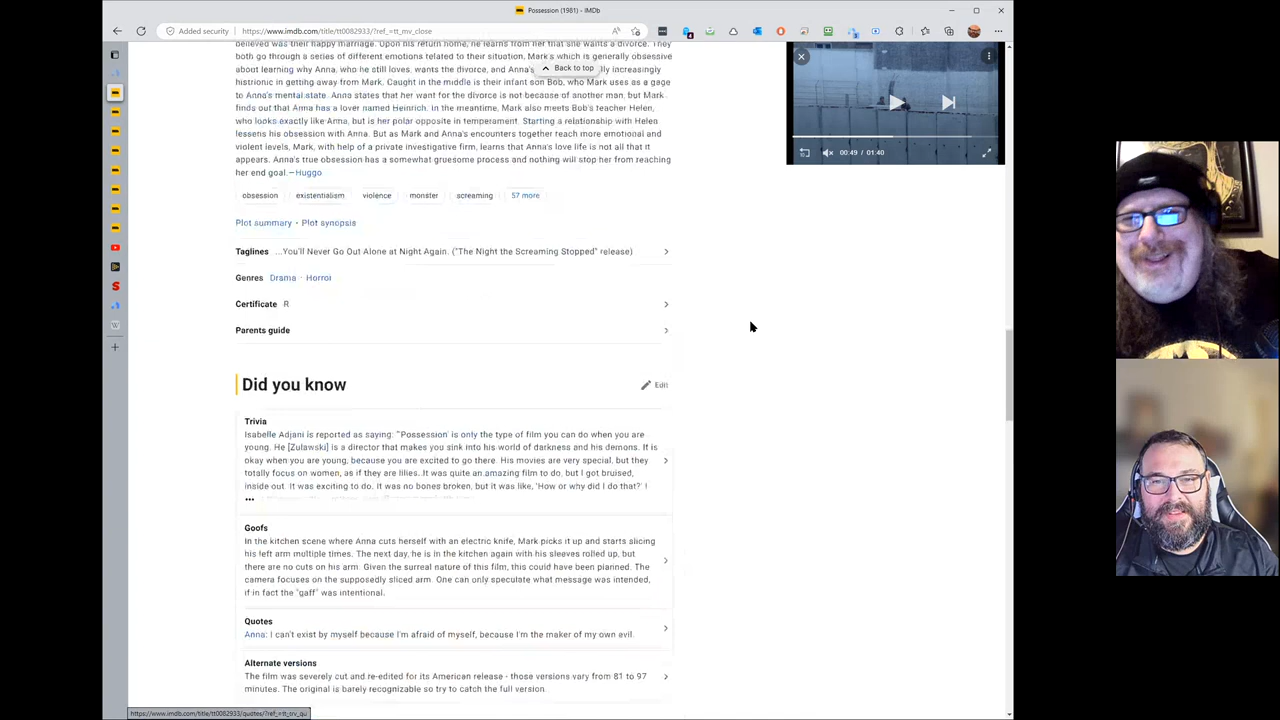 Possession (1981) - IMDb
Added security
https://www.imdb.com/title/tt0082933/?ref_=tt_mv_close
believed was their happy marriage. Upon his return home, he learns from her that she wants a divorce. They
both go through a series of different emotions related to their situation, Mark's which is generally obsessive
about learning why Anna, who he still loves, wants the divorce, and Anna's increasingly
Back to top
histrionic in getting away from Mark. Caught in the middle is their infant son Bob, who Mark uses as a gage
to Anna's mental state. Anna states that her want for the divorce is not because of another man, but Mark
finds out that Anna has a lover named Heinrich. In the meantime, Mark also meets Bob's teacher Helen,
who looks exactly like Anna, but is her polar opposite in temperament. Starting a relationship with Helen
lessens his obsession with Anna. But as Mark and Anna's encounters together reach more emotional and
violent levels, Mark, with help of a private investigative firm, learns that Anna's love life is not all that it
appears. Anna's true obsession has a somewhat gruesome process and nothing will stop her from reaching
her end goal.—Huggo
00:49 / 01:40
obsession existentialism violence monster screaming 57 more
Plot summary · Plot synopsis
Taglines ...You'll Never Go Out Alone at Night Again. ("The Night the Screaming Stopped" release)
Genres Drama · Horror
Certificate R
Parents guide
Did you know
Edit
Trivia
Isabelle Adjani is reported as saying: "'Possession' is only the type of film you can do when you are
young. He [Zulawski] is a director that makes you sink into his world of darkness and his demons. It is
okay when you are young, because you are excited to go there. His movies are very special, but they
totally focus on women, as if they are lilies...It was quite an amazing film to do, but I got bruised,
inside out. It was exciting to do. It was no bones broken, but it was like, 'How or why did I do that?' I
Goofs
In the kitchen scene where Anna cuts herself with an electric knife, Mark picks it up and starts slicing
his left arm multiple times. The next day, he is in the kitchen again with his sleeves rolled up, but
there are no cuts on his arm. Given the surreal nature of this film, this could have been planned. The
camera focuses on the supposedly sliced arm. One can only speculate what message was intended,
if in fact the "gaff" was intentional.
Quotes
Anna: I can't exist by myself because I'm afraid of myself, because I'm the maker of my own evil.
Alternate versions
The film was severely cut and re-edited for its American release - those versions vary from 81 to 97
minutes. The original is barely recognizable so try to catch the full version.
https://www.imdb.com/title/tt0082933/quotes/?ref_=tt_trv_qu